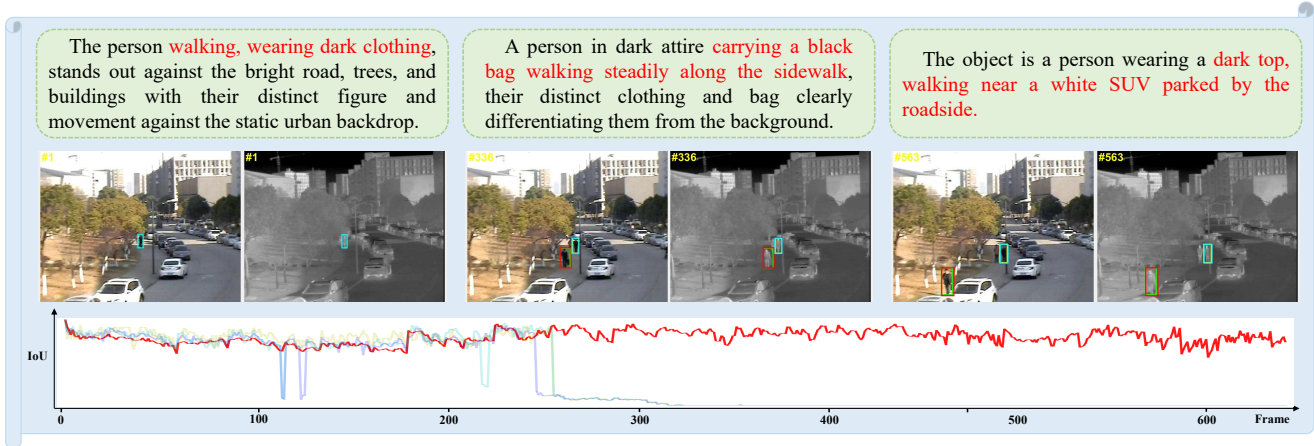 The person walking, wearing dark clothing,
stands out against the bright road, trees, and
buildings with their distinct figure and
movement against the static urban backdrop.
A person in dark attire carrying a black
bag walking steadily along the sidewalk,
their distinct clothing and bag clearly
differentiating them from the background.
The object is a person wearing a dark top,
walking near a white SUV parked by the
roadside.
#1
#1
#336
#336
#563
#563
IoU
0
100
200
300
400
500
600
Frame